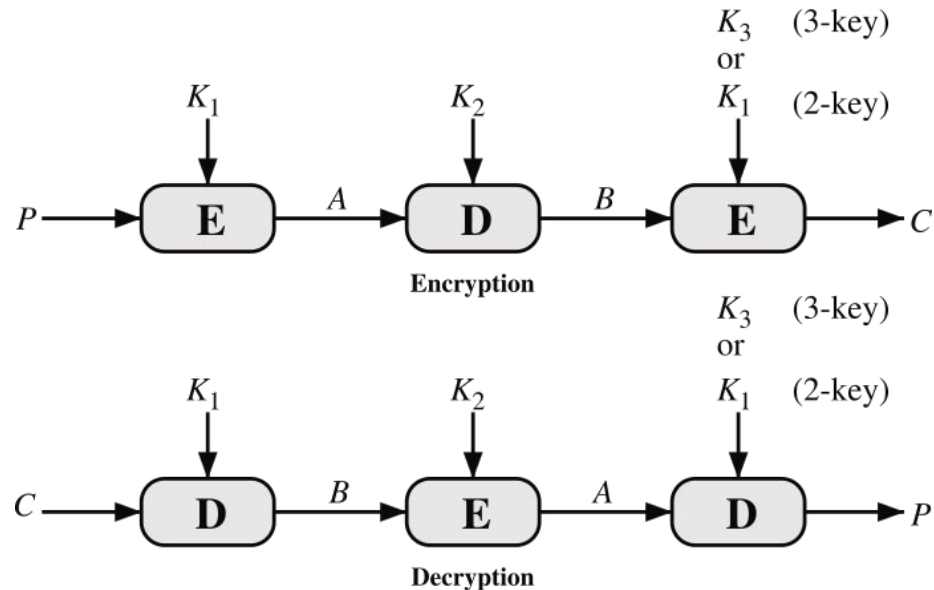 K₃ (3-key)
or
K₁ K₂ K₁ (2-key)
P E A D B E C
Encryption
K₃ (3-key)
or
K₁ K₂ K₁ (2-key)
C D B E A D P
Decryption